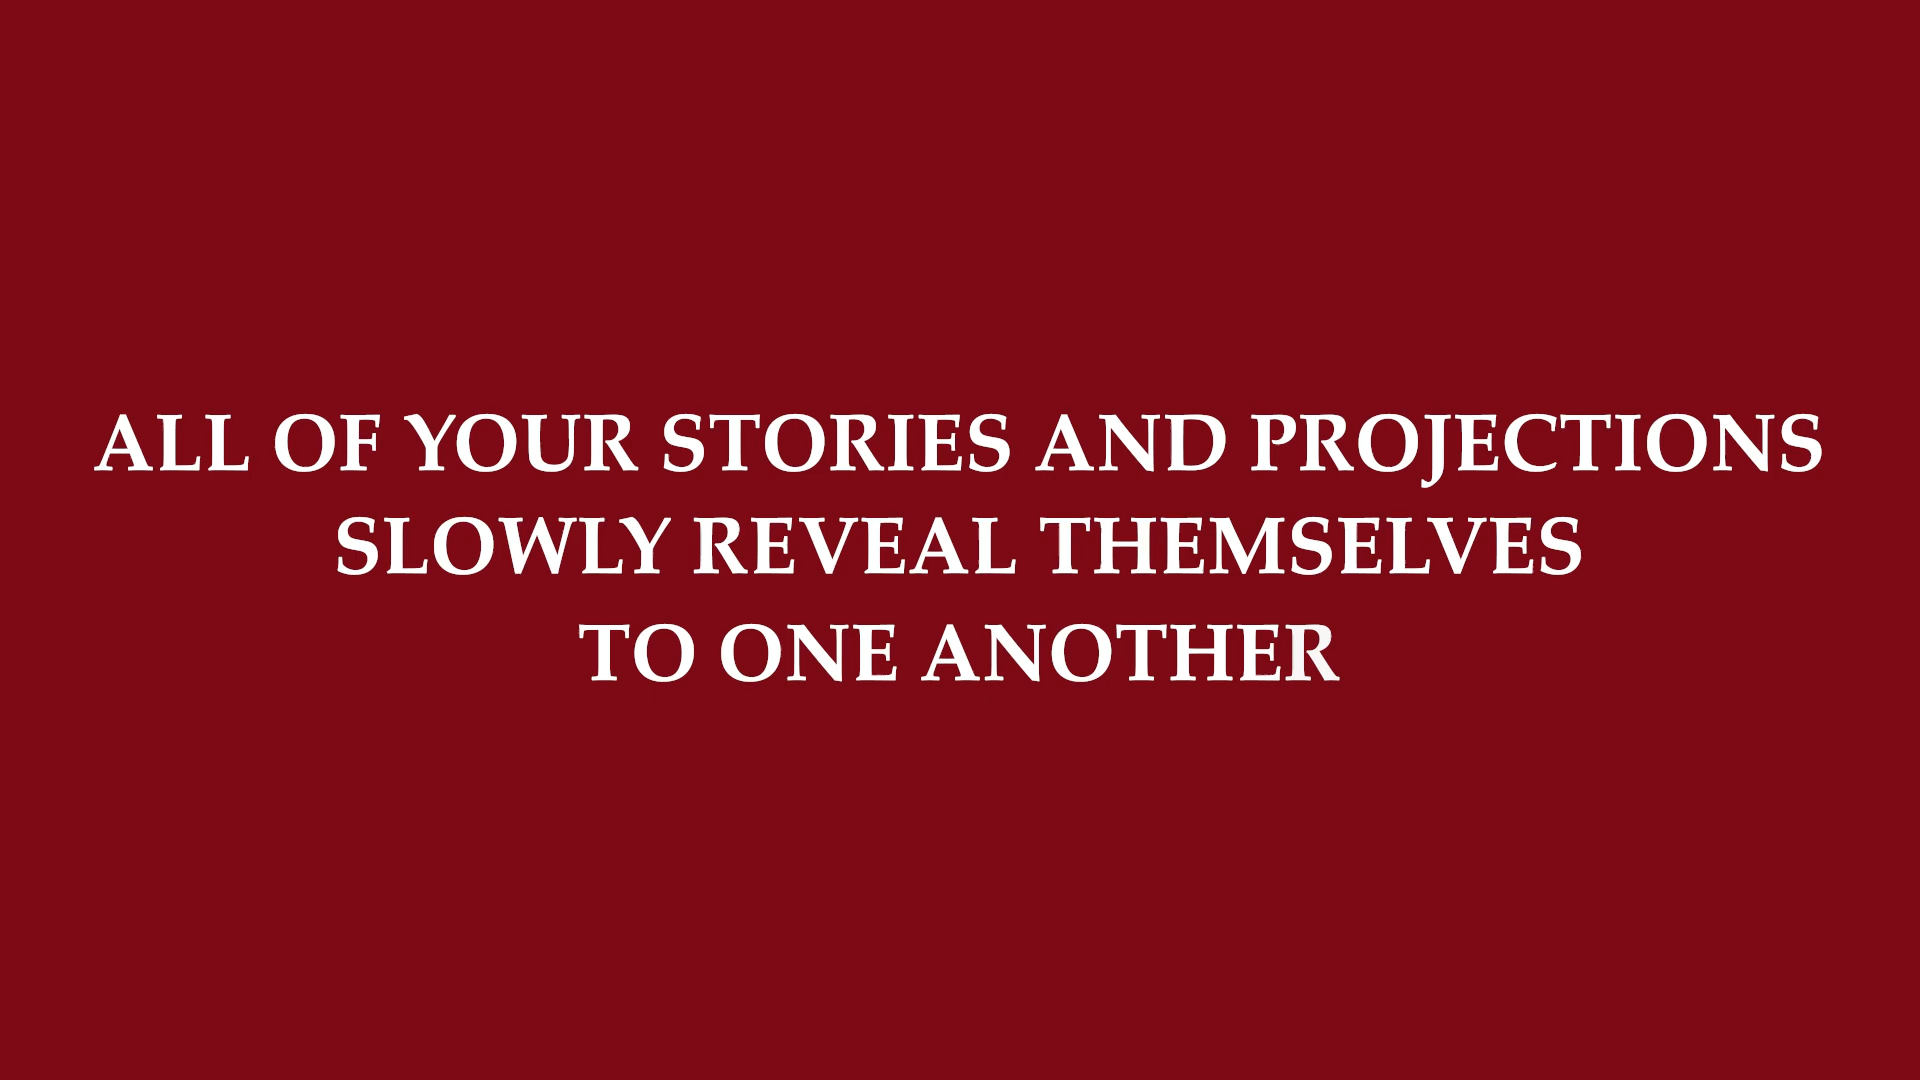 ALL OF YOUR STORIES AND PROJECTIONS
SLOWLY REVEAL THEMSELVES
TO ONE ANOTHER